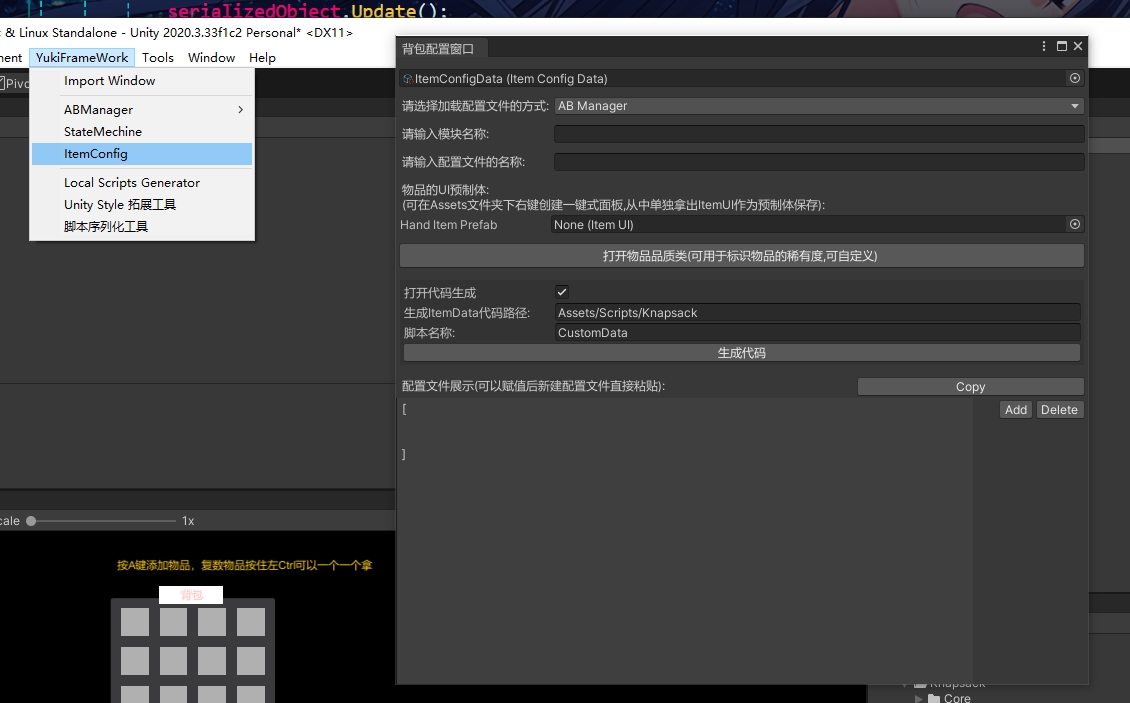 serializedObject.Update();
& Linux Standalone - Unity 2020.3.33f1c2 Personal* <DX11>
YukiFrameWork Tools Window Help
Import Window
ABManager
StateMechine
ItemConfig
Local Scripts Generator
Unity Style 拓展工具
脚本序列化工具
背包配置窗口
ItemConfigData (Item Config Data)
请选择加载配置文件的方式: AB Manager
请输入模块名称:
请输入配置文件的名称:
物品的UI预制体:
(可在Assets文件夹下右键创建一键式面板,从中单独拿出ItemUI作为预制体保存):
Hand Item Prefab None (Item UI)
打开物品品质类(可用于标识物品的稀有度,可自定义)
打开代码生成
生成ItemData代码路径: Assets/Scripts/Knapsack
脚本名称: CustomData
生成代码
配置文件展示(可以赋值后新建配置文件直接粘贴): Copy
[ Add Delete
]
1x
按A键添加物品，复数物品按住左Ctrl可以一个一个拿
背包
Knapsack
Core